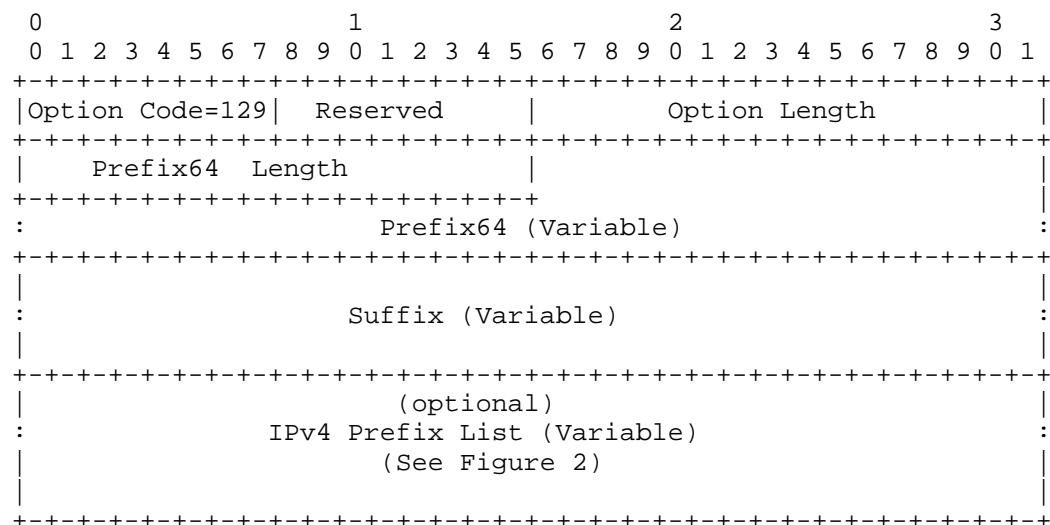 0                   1                   2                   3
 0 1 2 3 4 5 6 7 8 9 0 1 2 3 4 5 6 7 8 9 0 1 2 3 4 5 6 7 8 9 0 1
+-+-+-+-+-+-+-+-+-+-+-+-+-+-+-+-+-+-+-+-+-+-+-+-+-+-+-+-+-+-+-+-+
|Option Code=129|  Reserved     |        Option Length          |
+-+-+-+-+-+-+-+-+-+-+-+-+-+-+-+-+-+-+-+-+-+-+-+-+-+-+-+-+-+-+-+-+
|    Prefix64  Length           |                               |
+-+-+-+-+-+-+-+-+-+-+-+-+-+-+-+-+                               |
:                      Prefix64 (Variable)                      :
+-+-+-+-+-+-+-+-+-+-+-+-+-+-+-+-+-+-+-+-+-+-+-+-+-+-+-+-+-+-+-+-+
|                                                               |
:                    Suffix (Variable)                          :
|                                                               |
+-+-+-+-+-+-+-+-+-+-+-+-+-+-+-+-+-+-+-+-+-+-+-+-+-+-+-+-+-+-+-+-+
|                       (optional)                              |
:               IPv4 Prefix List (Variable)                     :
|                      (See Figure 2)                           |
|                                                               |
+-+-+-+-+-+-+-+-+-+-+-+-+-+-+-+-+-+-+-+-+-+-+-+-+-+-+-+-+-+-+-+-+